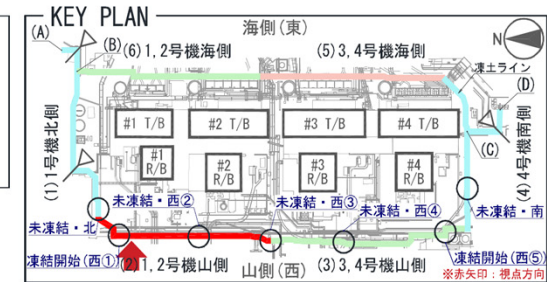 KEY PLAN
海側(東)
N
(A)
(B)
(6)1,2号機海側
(5)3,4号機海側
凍土ライン
(D)
(C)
#1 T/B
#2 T/B
#3 T/B
#4 T/B
(1)1号機北側
(4)4号機南側
#1
R/B
#2
R/B
#3
R/B
#4
R/B
未凍結・北
未凍結・西②
未凍結・西③
未凍結・西④
未凍結・南
凍結開始(西①)
(2)1,2号機山側
山側(西)
(3)3,4号機山側
凍結開始(西⑤)
※赤矢印:視点方向